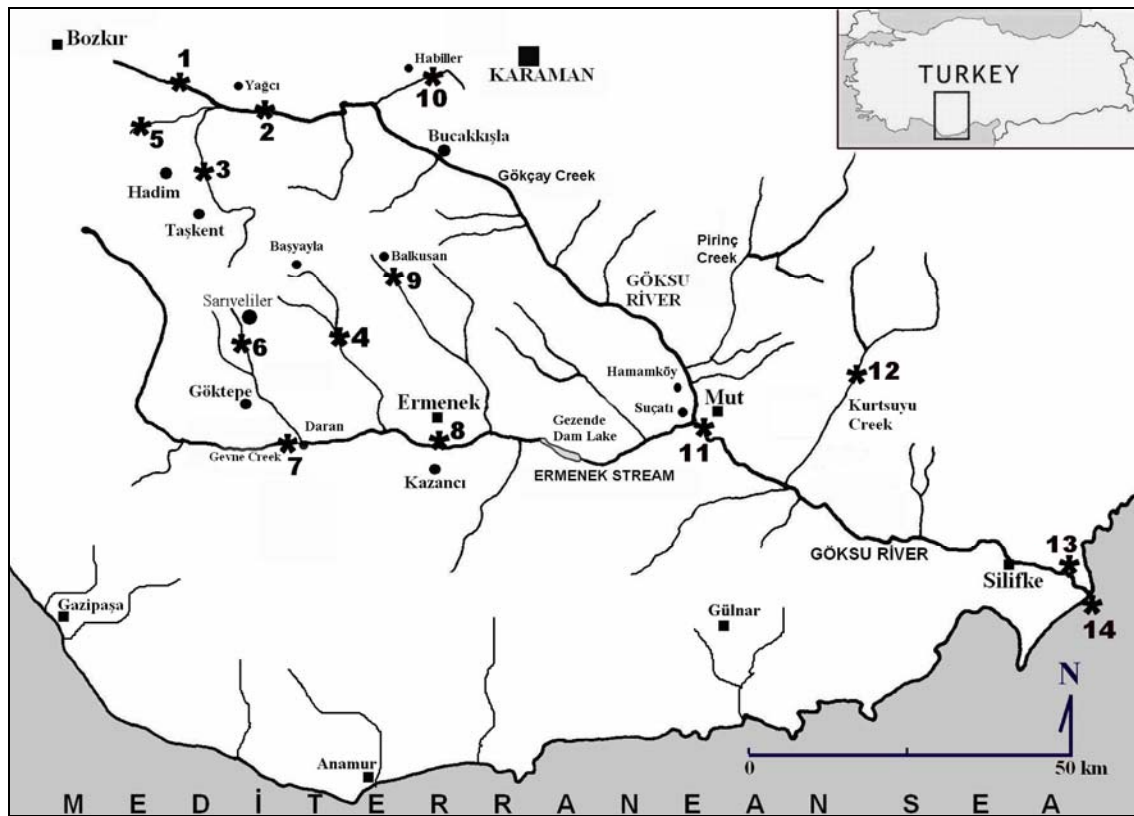 Bozkır
1
Yağcı
2
Habiller
10
KARAMAN
TURKEY
5
3
Hadim
Taşkent
Bucakkışla
Gökçay Creek
Başyayla
Balkusan
9
Pirinç
Creek
GÖKSU
RİVER
Sarıveliler
6
4
Göktepe
Ermenek
8
Daran
Gevne Creek
7
Kazancı
Gezende
Dam Lake
ERMENEK STREAM
Hamamköy
Suçatı
Mut
11
12
Kurtsuyu
Creek
GÖKSU RİVER
13
Silifke
14
Gazipaşa
Gülnar
Anamur
N
0
50 km
M E D İ T E R R A N E A N S E A